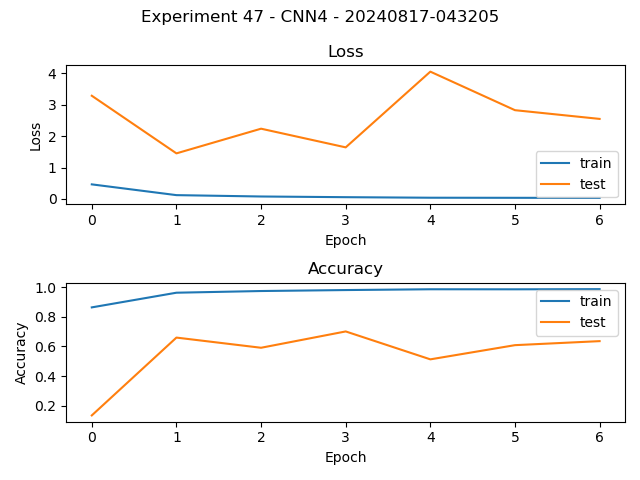 Experiment 47 - CNN4 - 20240817-043205
Loss
4
3
2
1
0
Loss
train
test
0 1 2 3 4 5 6
Epoch
Accuracy
1.0
0.8
0.6
0.4
0.2
Accuracy
train
test
0 1 2 3 4 5 6
Epoch